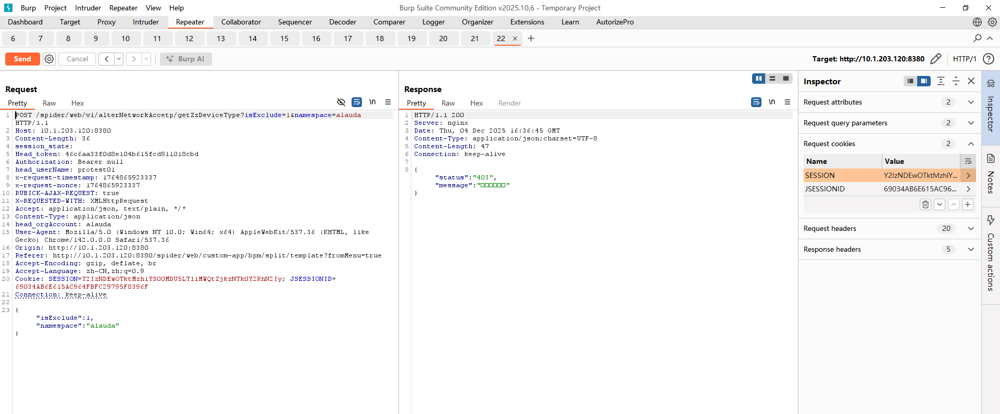 Burp Project Intruder Repeater View Help
Burp Suite Community Edition v2025.10.6 - Temporary Project
Dashboard Target Proxy Intruder Repeater Collaborator Sequencer Decoder Comparer Logger Organizer Extensions Learn AutorizePro
6 7 8 9 10 11 12 13 14 15 16 17 18 19 20 21 22 × +
Send Cancel < > Burp AI
Target: http://10.1.203.120:8380 HTTP/1 ?
Request
Pretty Raw Hex \n
1 POST /spider/web/v1/alterNetworkAccetp/getZzDeviceType?isExclude=1&namespace=alauda
HTTP/1.1
2 Host: 10.1.203.120:8380
3 Content-Length: 36
4 session_state:
5 Head_token: 46c6aa33f0d8e104b615fcd911018cbd
6 Authorization: Bearer null
7 head_userName: protest01
8 x-request-timestamp: 1764865923337
9 x-request-nonce: 1764865923337
10 RUBICK-AJAX-REQUEST: true
11 X-REQUESTED-WITH: XMLHttpRequest
12 Accept: application/json, text/plain, */*
13 Content-Type: application/json
14 head_orgAccount: alauda
15 User-Agent: Mozilla/5.0 (Windows NT 10.0; Win64; x64) AppleWebKit/537.36 (KHTML, like
Gecko) Chrome/142.0.0.0 Safari/537.36
16 Origin: http://10.1.203.120:8380
17 Referer: http://10.1.203.120:8380/spider/web/custom-app/bpm/split/template?fromMenu=true
18 Accept-Encoding: gzip, deflate, br
19 Accept-Language: zh-CN,zh;q=0.9
20 Cookie: SESSION=Y2IzNDEwOTktMzhiYS00MDU5LTliMWQtZjkzNTk0Y2RhN2Iy; JSESSIONID=
69034AB6E615AC964FBFC29795F8396F
21 Connection: keep-alive
22
23 {
"isExclude":1,
"namespace":"alauda"
}
Response
Pretty Raw Hex Render \n
1 HTTP/1.1 200
2 Server: nginx
3 Date: Thu, 04 Dec 2025 16:36:45 GMT
4 Content-Type: application/json;charset=UTF-8
5 Content-Length: 47
6 Connection: keep-alive
7
8 {
"status":"403",
"message":"□□□□□□"
}
Inspector
Request attributes 2
Request query parameters 2
Request cookies 2
Name Value
SESSION Y2IzNDEwOTktMzhiY... >
JSESSIONID 69034AB6E615AC96... >
Request headers 20
Response headers 5
Inspector
Notes
Custom actions